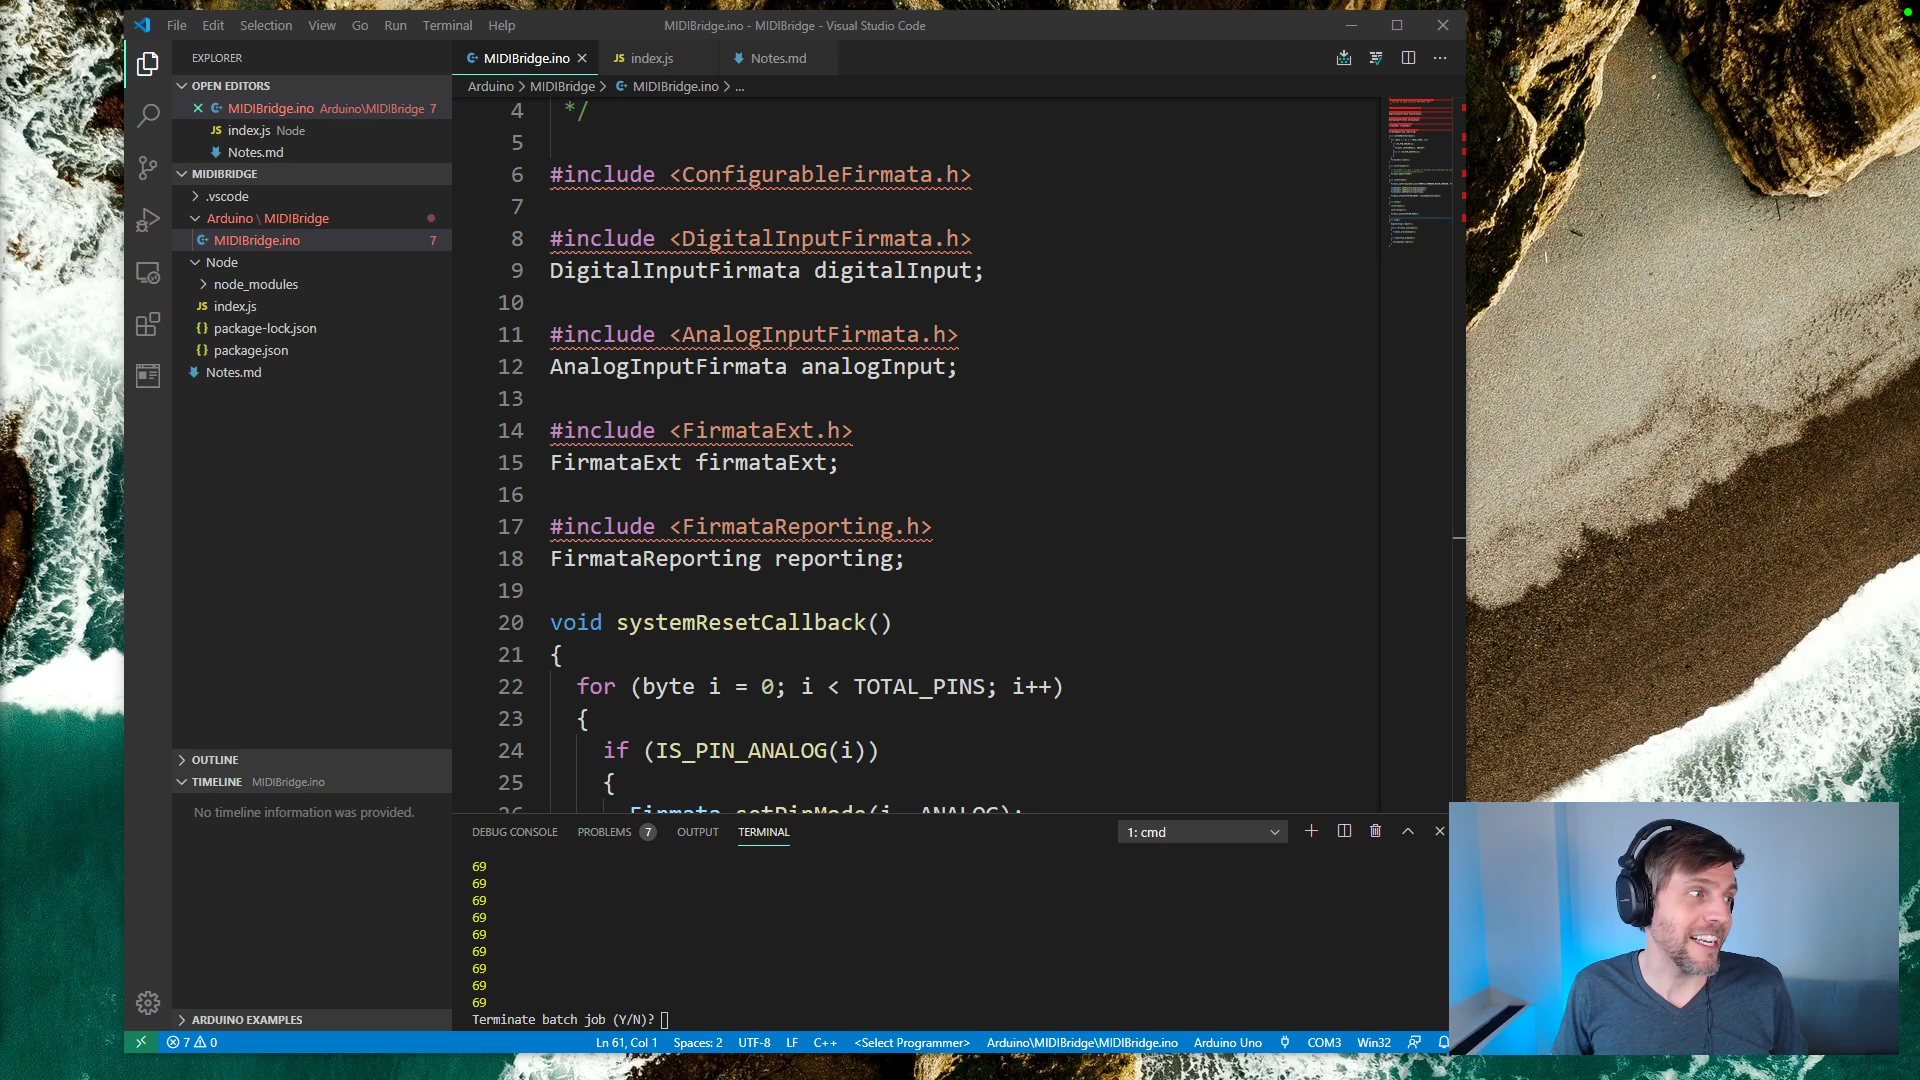 File Edit Selection View Go Run Terminal Help
MIDIBridge.ino - MIDIBridge - Visual Studio Code
EXPLORER
OPEN EDITORS
MIDIBridge.ino Arduino\MIDIBridge 7
JS index.js Node
Notes.md
MIDIBRIDGE
.vscode
Arduino \ MIDIBridge
MIDIBridge.ino 7
Node
node_modules
JS index.js
{} package-lock.json
{} package.json
Notes.md
OUTLINE
TIMELINE MIDIBridge.ino
No timeline information was provided.
ARDUINO EXAMPLES
MIDIBridge.ino
JS index.js
Notes.md
Arduino > MIDIBridge > MIDIBridge.ino > ...
4 */
5
6 #include <ConfigurableFirmata.h>
7
8 #include <DigitalInputFirmata.h>
9 DigitalInputFirmata digitalInput;
10
11 #include <AnalogInputFirmata.h>
12 AnalogInputFirmata analogInput;
13
14 #include <FirmataExt.h>
15 FirmataExt firmataExt;
16
17 #include <FirmataReporting.h>
18 FirmataReporting reporting;
19
20 void systemResetCallback()
21 {
22 for (byte i = 0; i < TOTAL_PINS; i++)
23 {
24 if (IS_PIN_ANALOG(i))
25 {
26 Firmata.setPinMode(i, ANALOG);
DEBUG CONSOLE PROBLEMS 7 OUTPUT TERMINAL
1: cmd
69
69
69
69
69
69
69
69
69
Terminate batch job (Y/N)?
7 0
Ln 61, Col 1 Spaces: 2 UTF-8 LF C++ <Select Programmer> Arduino\MIDIBridge\MIDIBridge.ino Arduino Uno COM3 Win32